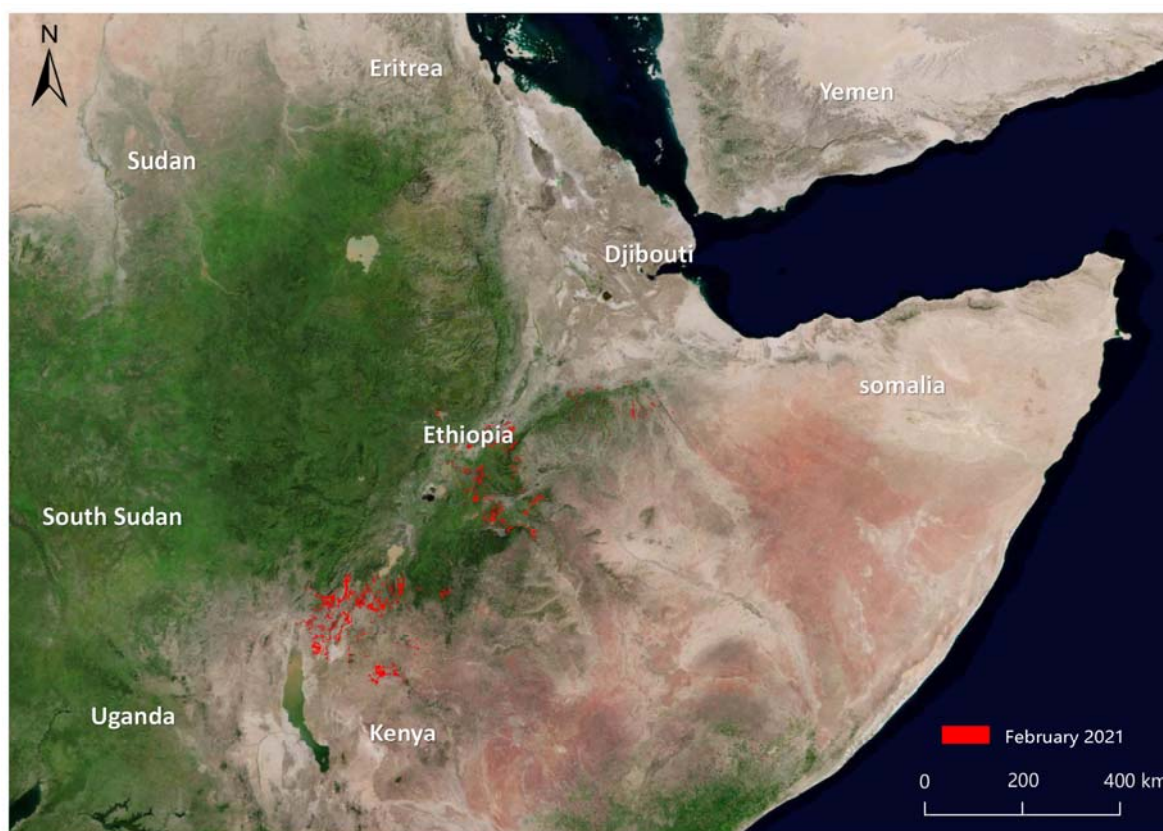 N
Eritrea
Yemen
Sudan
Djibouti
somalia
Ethiopia
South Sudan
Uganda
Kenya
February 2021
0 200 400 km